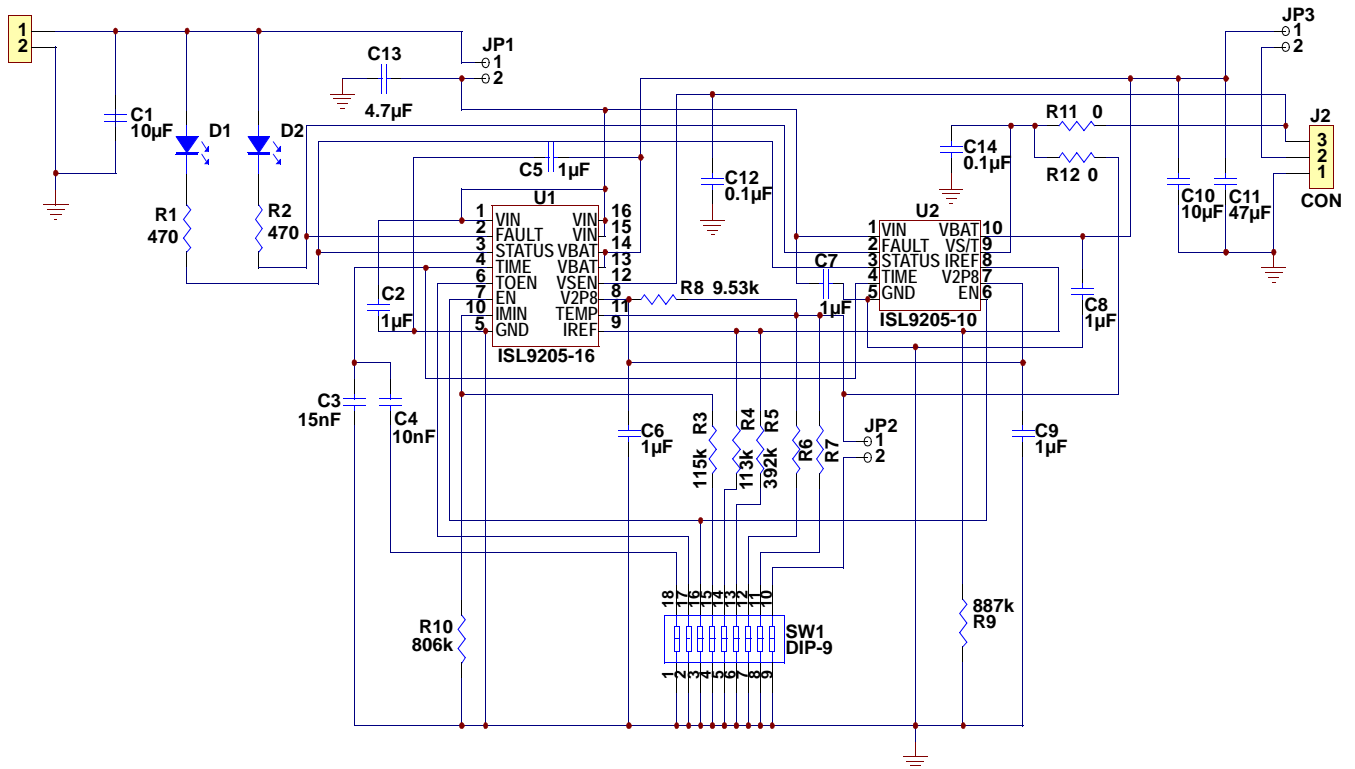 1
2
C1
10µF
D1
D2
R1
470
R2
470
C13
4.7µF
JP1
1
2
C5
1µF
C12
0.1µF
C14
0.1µF
R11 0
R12 0
JP3
1
2
J2
3
2
1
CON
C10
10µF
C11
47µF
U1
1 VIN VIN 16
2 FAULT VIN 15
3 STATUS VBAT 14
4 TIME VBAT 13
6 TOEN VSEN 12
7 EN V2P8 8
10 IMIN TEMP 11
5 GND IREF 9
ISL9205-16
C2
1µF
R8 9.53k
C7
1µF
U2
1 VIN VBAT 10
2 FAULT VS/T 9
3 STATUS IREF 8
4 TIME V2P8 7
5 GND EN 6
ISL9205-10
C8
1µF
C3
15nF
C4
10nF
C6
1µF
R3
115k
R4
113k
R5
392k
R6
R7
JP2
1
2
C9
1µF
R10
806k
18 17 16 15 14 13 12 11 10
SW1
DIP-9
1 2 3 4 5 6 7 8 9
887k
R9